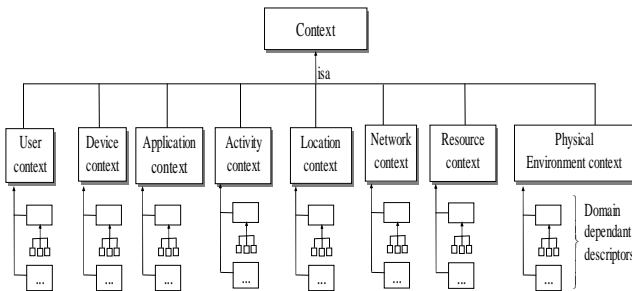 Context
isa
User
context
Device
context
Application
context
Activity
context
Location
context
Network
context
Resource
context
Physical
Environment context
Domain
dependant
descriptors
...
...
...
...
...
...
...
...